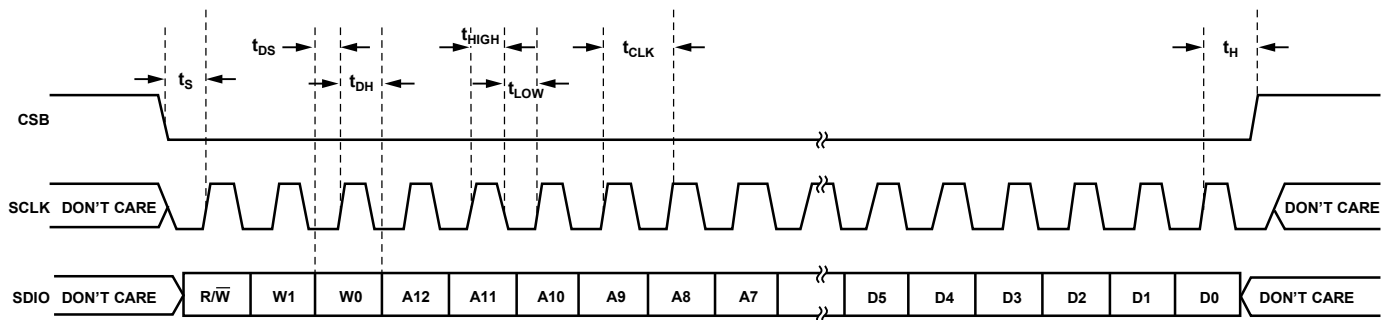 tDS
tHIGH
tCLK
tH
tS
tDH
tLOW
CSB
SCLK DON'T CARE
DON'T CARE
SDIO DON'T CARE R/W̅ W1 W0 A12 A11 A10 A9 A8 A7 D5 D4 D3 D2 D1 D0 DON'T CARE